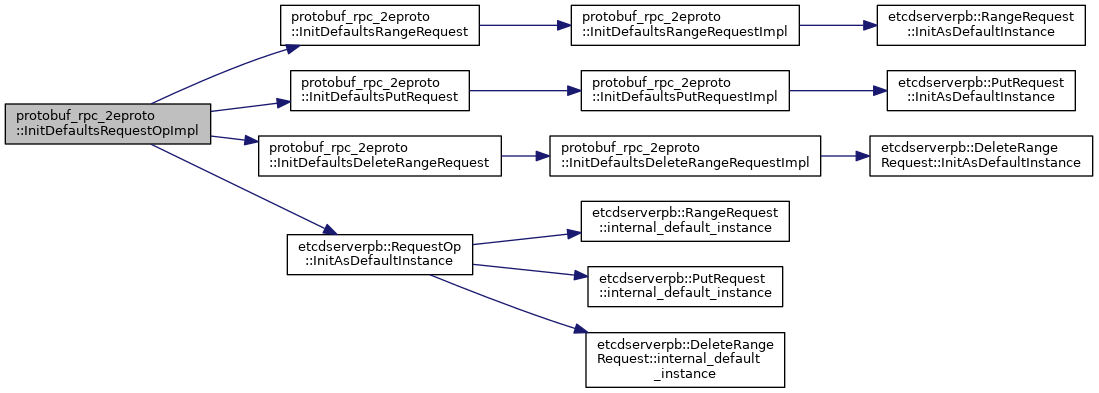 protobuf_rpc_2eproto
::InitDefaultsRequestOpImpl
protobuf_rpc_2eproto
::InitDefaultsRangeRequest
protobuf_rpc_2eproto
::InitDefaultsRangeRequestImpl
etcdserverpb::RangeRequest
::InitAsDefaultInstance
protobuf_rpc_2eproto
::InitDefaultsPutRequest
protobuf_rpc_2eproto
::InitDefaultsPutRequestImpl
etcdserverpb::PutRequest
::InitAsDefaultInstance
protobuf_rpc_2eproto
::InitDefaultsDeleteRangeRequest
protobuf_rpc_2eproto
::InitDefaultsDeleteRangeRequestImpl
etcdserverpb::DeleteRange
Request::InitAsDefaultInstance
etcdserverpb::RequestOp
::InitAsDefaultInstance
etcdserverpb::RangeRequest
::internal_default_instance
etcdserverpb::PutRequest
::internal_default_instance
etcdserverpb::DeleteRange
Request::internal_default
_instance